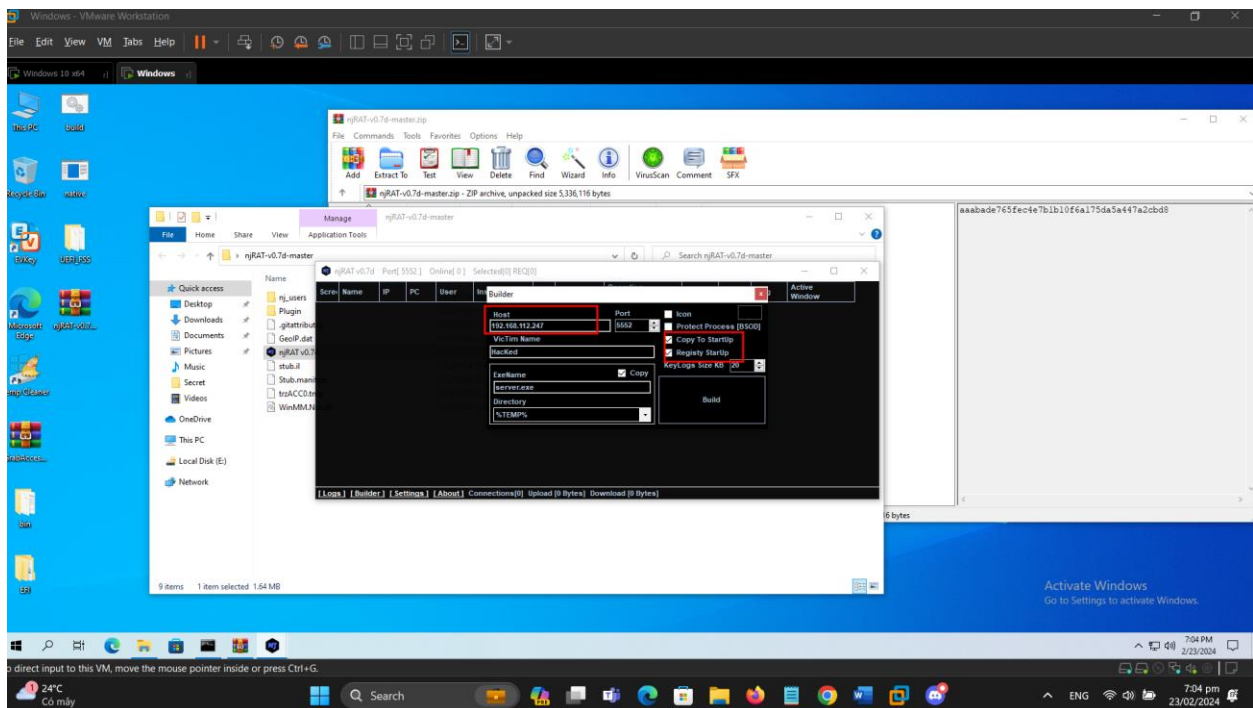 Windows - VMware Workstation
File Edit View VM Tabs Help
Windows 10 x64
Windows
This PC
build
Recycle Bin
native
EVKey
UEFI_RSS
Microsoft Edge
Temp Cleaner
bin
EFI
njRAT-v0.7d-master.zip
File Commands Tools Favorites Options Help
Add Extract To Test View Delete Find Wizard Info VirusScan Comment SFX
njRAT-v0.7d-master.zip - ZIP archive, unpacked size 5,336,116 bytes
6 bytes
Manage
njRAT-v0.7d-master
File Home Share View Application Tools
njRAT-v0.7d-master
Search njRAT-v0.7d-master
Quick access
Desktop
Downloads
Documents
Pictures
Music
Secret
Videos
OneDrive
This PC
Local Disk (E:)
Network
Name
nj_users
Plugin
.gitattribut
GeoIP.dat
njRAT v0.7
stub.il
Stub.mani
trzACC0.t
WinMM.N
9 items 1 item selected 1.64 MB
njRAT v0.7d Port[ 5552 ] Online[ 0 ] Selected[0] REQ[0]
Name IP PC User
Active Window
Builder
Host
192.168.112.247
Port
5552
VicTim Name
HacKed
ExeName
Copy
server.exe
Directory
%TEMP%
Icon
Protect Process [BSOD]
Copy To StartUp
Registy StartUp
KeyLogs Size KB 20
Build
[Logs ] [Builder ] [ Settings ] [About ] Connections[0] Upload [0 Bytes] Download [0 Bytes]
Activate Windows
Go to Settings to activate Windows.
7:04 PM
2/23/2024
o direct input to this VM, move the mouse pointer inside or press Ctrl+G.
1
24°C
Có mây
Search
ENG
7:04 pm
23/02/2024